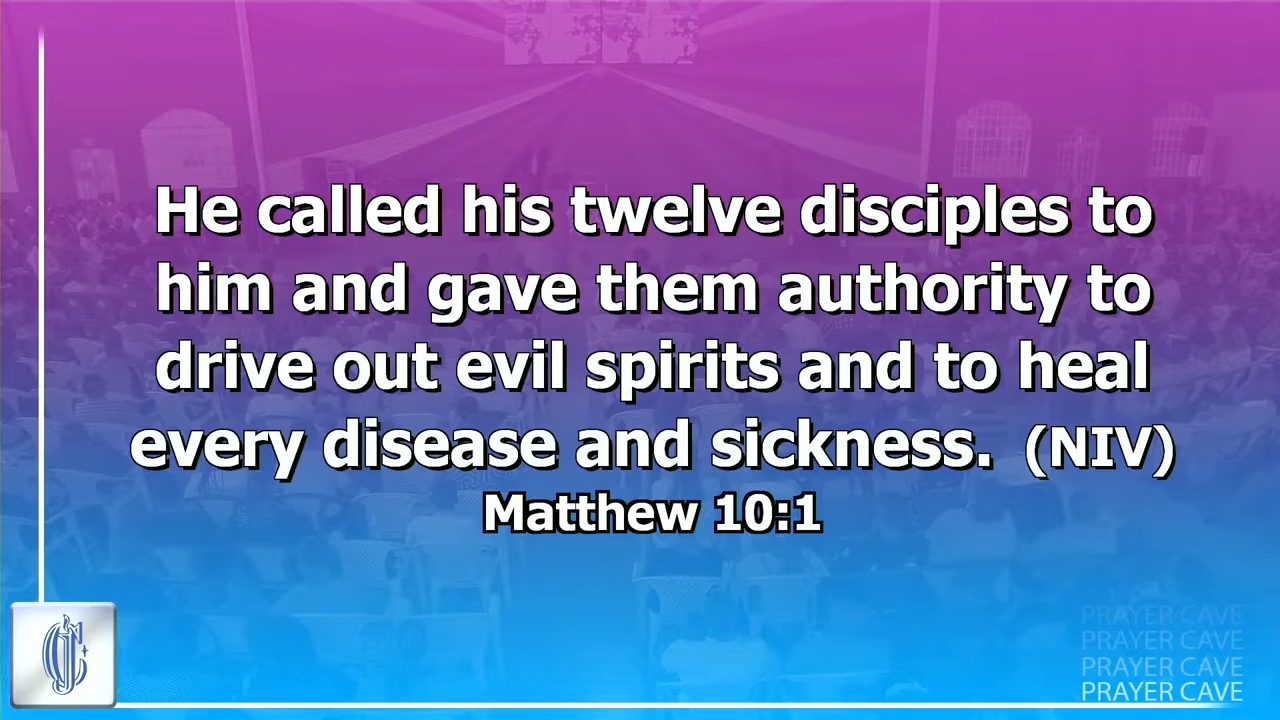 He called his twelve disciples to
him and gave them authority to
drive out evil spirits and to heal
every disease and sickness. (NIV)
Matthew 10:1
PRAYER CAVE
PRAYER CAVE
PRAYER CAVE
PRAYER CAVE